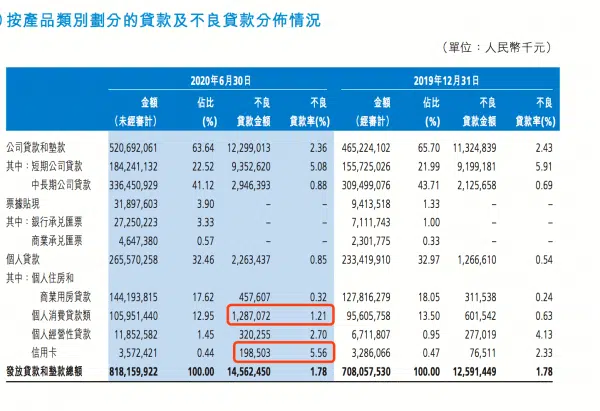 )按產品類別劃分的貸款及不良貸款分佈情況
(單位：人民幣千元)
2020年6月30日 2019年12月31日
金額 佔比 不良 不良 金額 佔比 不良 不良
(未經審計) (%) 貸款金額 貸款率(%) (經審計) (%) 貸款金額 貸款率(%)
公司貸款和墊款 520,692,061 63.64 12,299,013 2.36 465,224,102 65.70 11,324,839 2.43
其中：短期公司貸款 184,241,132 22.52 9,352,620 5.08 155,725,026 21.99 9,199,181 5.91
中長期公司貸款 336,450,929 41.12 2,946,393 0.88 309,499,076 43.71 2,125,658 0.69
票據貼現 31,897,603 3.90 – – 9,413,518 1.33 – –
其中：銀行承兌匯票 27,250,223 3.33 – – 7,111,743 1.00 – –
商業承兌匯票 4,647,380 0.57 – – 2,301,775 0.33 – –
個人貸款 265,570,258 32.46 2,263,437 0.85 233,419,910 32.97 1,266,610 0.54
其中：個人住房和
商業用房貸款 144,193,815 17.62 457,607 0.32 127,816,279 18.05 311,538 0.24
個人消費貸款類 105,951,440 12.95 1,287,072 1.21 95,605,758 13.50 601,542 0.63
個人經營性貸款 11,852,582 1.45 320,255 2.70 6,711,807 0.95 277,019 4.13
信用卡 3,572,421 0.44 198,503 5.56 3,286,066 0.47 76,511 2.33
發放貸款和墊款總額 818,159,922 100.00 14,562,450 1.78 708,057,530 100.00 12,591,449 1.78